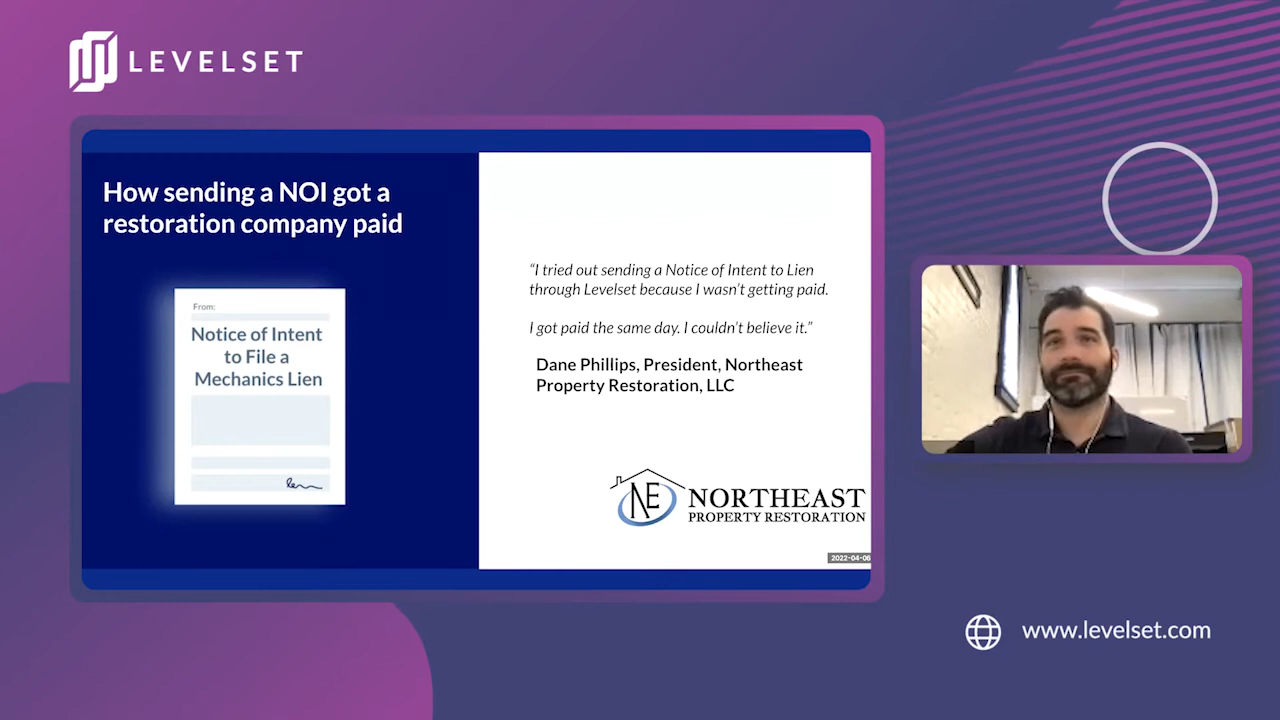 LEVELSET
How sending a NOI got a
restoration company paid
From:
Notice of Intent
to File a
Mechanics Lien
“I tried out sending a Notice of Intent to Lien
through Levelset because I wasn’t getting paid.
I got paid the same day. I couldn’t believe it.”
Dane Phillips, President, Northeast
Property Restoration, LLC
NE NORTHEAST
PROPERTY RESTORATION
2022-04-06
www.levelset.com